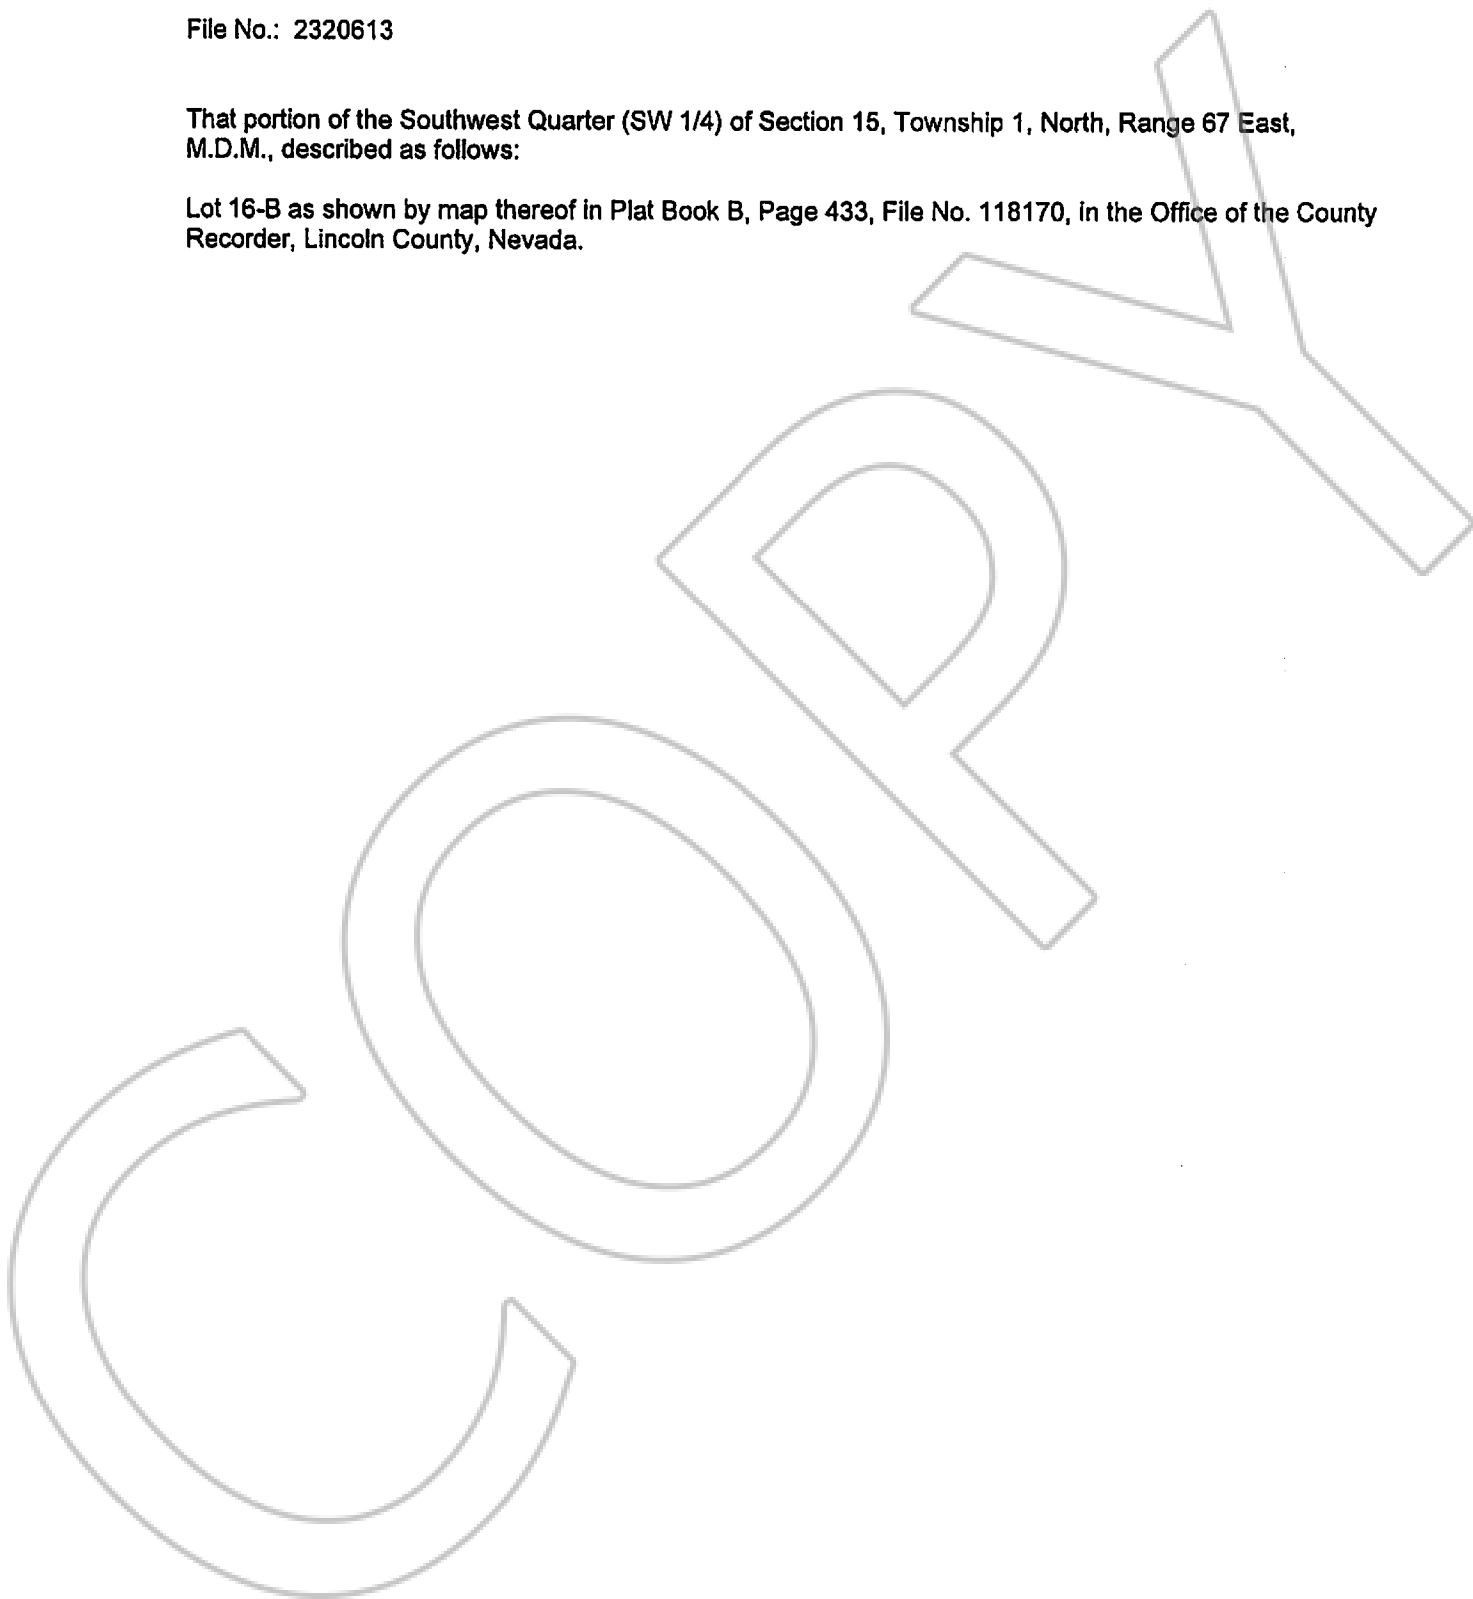 File No.: 2320613
That portion of the Southwest Quarter (SW 1/4) of Section 15, Township 1, North, Range 67 East,
M.D.M., described as follows:
Lot 16-B as shown by map thereof in Plat Book B, Page 433, File No. 118170, in the Office of the County
Recorder, Lincoln County, Nevada.
COPY